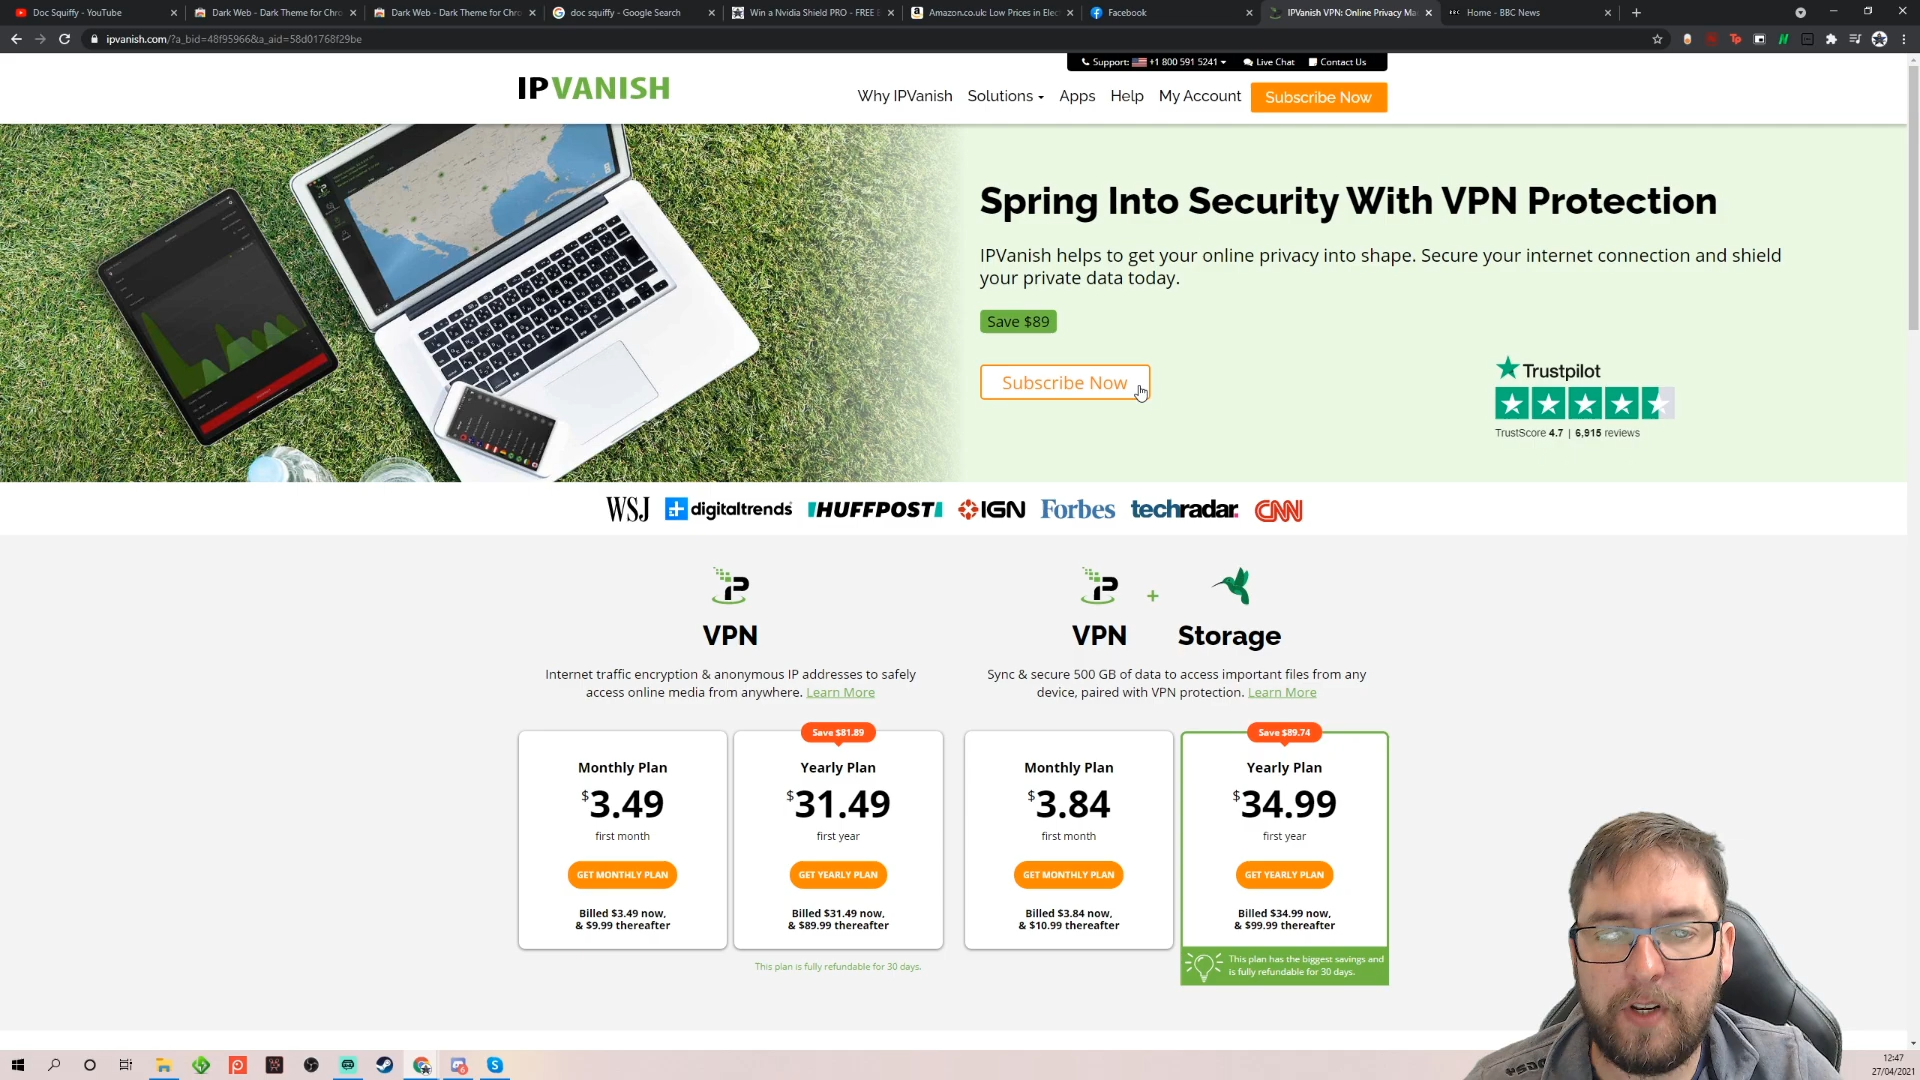 Doc Squiffy - YouTube
Dark Web - Dark Theme for Chro
Dark Web - Dark Theme for Chro
doc squiffy - Google Search
Win a Nvidia Shield PRO - FREE E
Amazon.co.uk: Low Prices in Elec
Facebook
IPVanish VPN: Online Privacy Ma
Home - BBC News
ipvanish.com/?a_bid=48f95966&a_aid=58d01768f29be
Support: +1 800 591 5241
Live Chat
Contact Us
IPVANISH
Why IPVanish
Solutions
Apps
Help
My Account
Subscribe Now
Spring Into Security With VPN Protection
IPVanish helps to get your online privacy into shape. Secure your internet connection and shield
your private data today.
Save $89
Subscribe Now
Trustpilot
TrustScore 4.7 | 6,915 reviews
WSJ digitaltrends HUFFPOST IGN Forbes techradar. CNN
VPN
Internet traffic encryption & anonymous IP addresses to safely
access online media from anywhere. Learn More
VPN + Storage
Sync & secure 500 GB of data to access important files from any
device, paired with VPN protection. Learn More
Monthly Plan
$3.49
first month
GET MONTHLY PLAN
Billed $3.49 now,
& $9.99 thereafter
Save $81.89
Yearly Plan
$31.49
first year
GET YEARLY PLAN
Billed $31.49 now,
& $89.99 thereafter
This plan is fully refundable for 30 days.
Monthly Plan
$3.84
first month
GET MONTHLY PLAN
Billed $3.84 now,
& $10.99 thereafter
Save $89.74
Yearly Plan
$34.99
first year
GET YEARLY PLAN
Billed $34.99 now,
& $99.99 thereafter
This plan has the biggest savings and
is fully refundable for 30 days.
12:47
27/04/2021